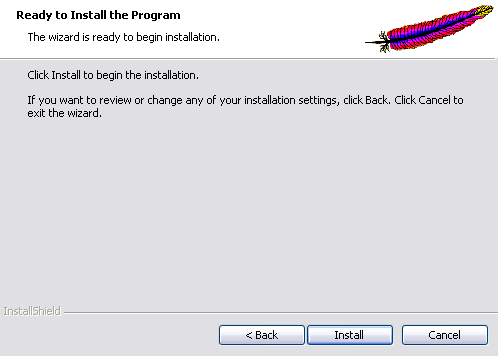 Ready to Install the Program
The wizard is ready to begin installation.
Click Install to begin the installation.
If you want to review or change any of your installation settings, click Back. Click Cancel to
exit the wizard.
InstallShield
< Back
Install
Cancel